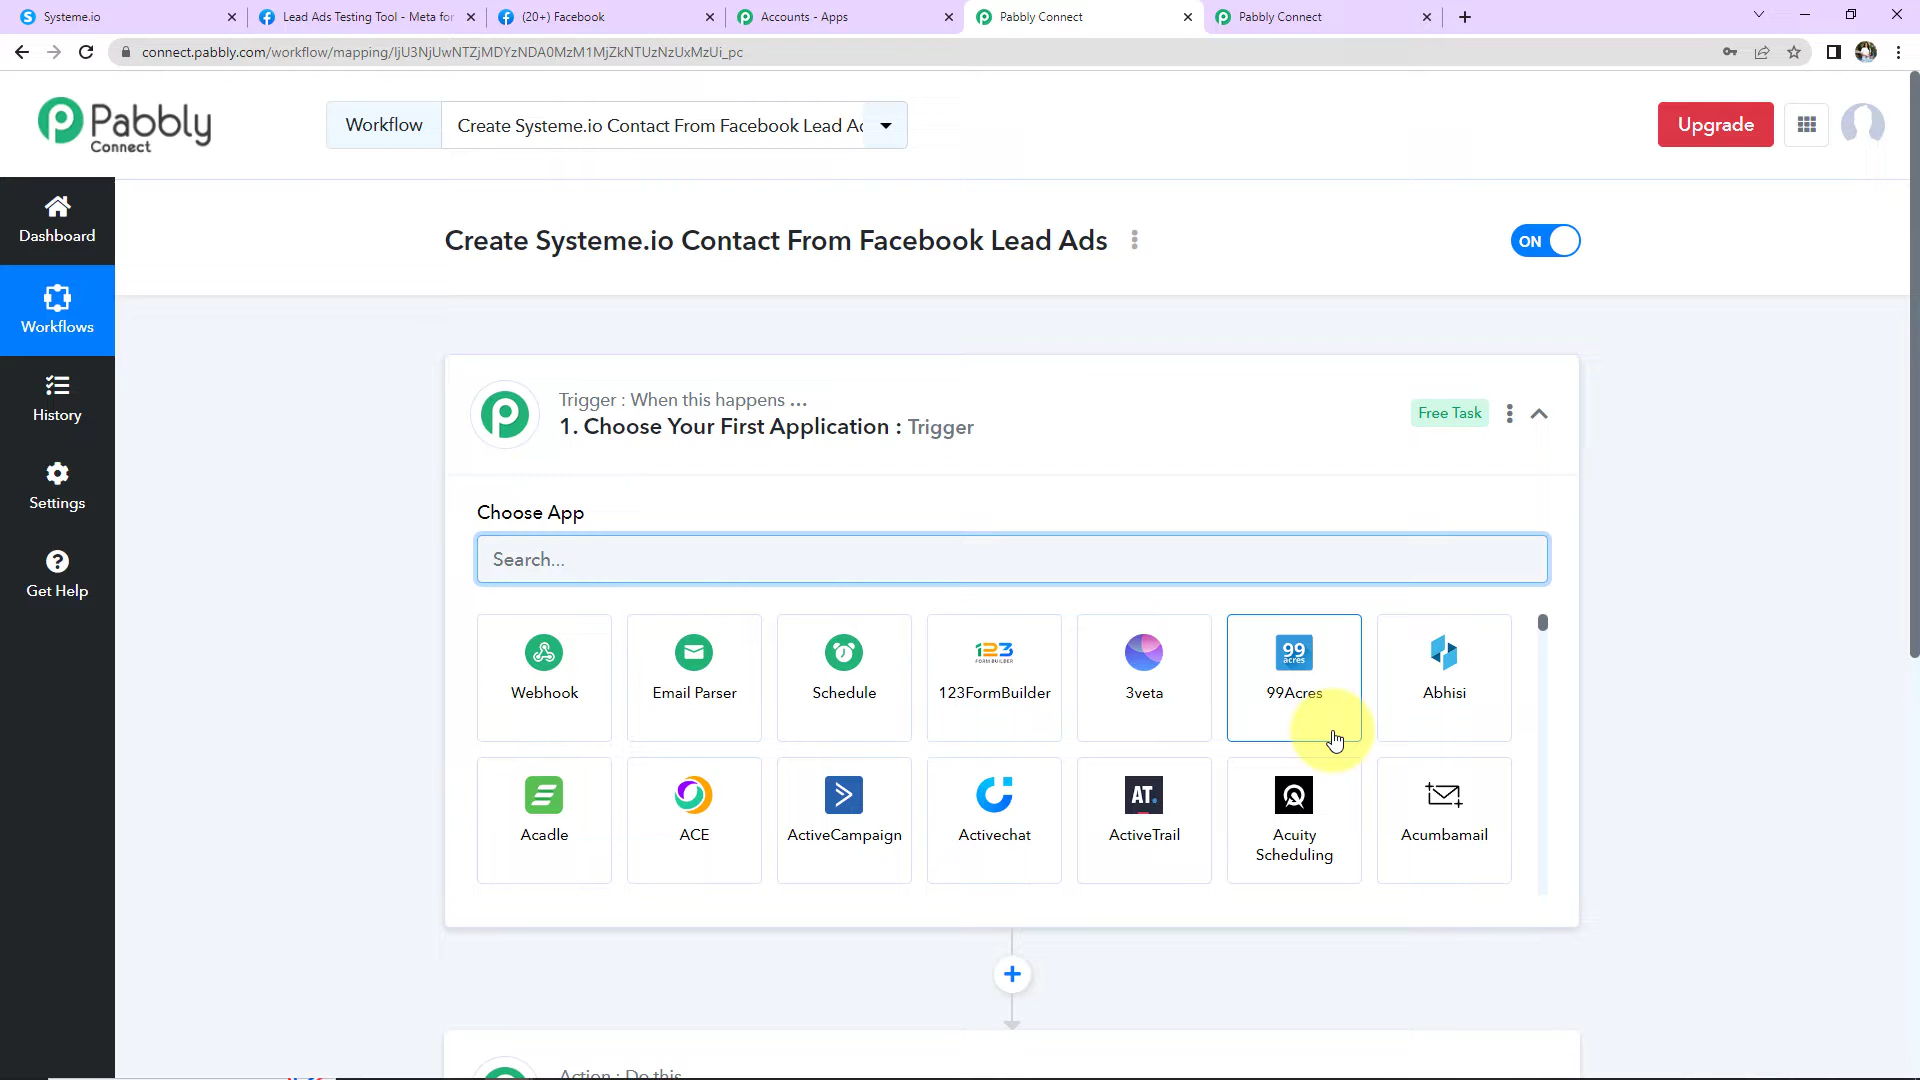 Systeme.io
Lead Ads Testing Tool - Meta for
(20+) Facebook
Accounts - Apps
Pabbly Connect
Pabbly Connect
connect.pabbly.com/workflow/mapping/IjU3NjUwNTZjMDYzNDA0MzM1MjZkNTUzNzUxMzUi_pc
Pabbly
Connect
Workflow
Create Systeme.io Contact From Facebook Lead Ac
Upgrade
Dashboard
Workflows
History
Settings
Get Help
Create Systeme.io Contact From Facebook Lead Ads
ON
Trigger : When this happens ...
1. Choose Your First Application : Trigger
Free Task
Choose App
Search...
Webhook
Email Parser
Schedule
123
FORM BUILDER
123FormBuilder
3veta
99
acres
99Acres
Abhisi
Acadle
ACE
ActiveCampaign
Activechat
AT.
ActiveTrail
Acuity
Scheduling
Acumbamail
Action : Do this